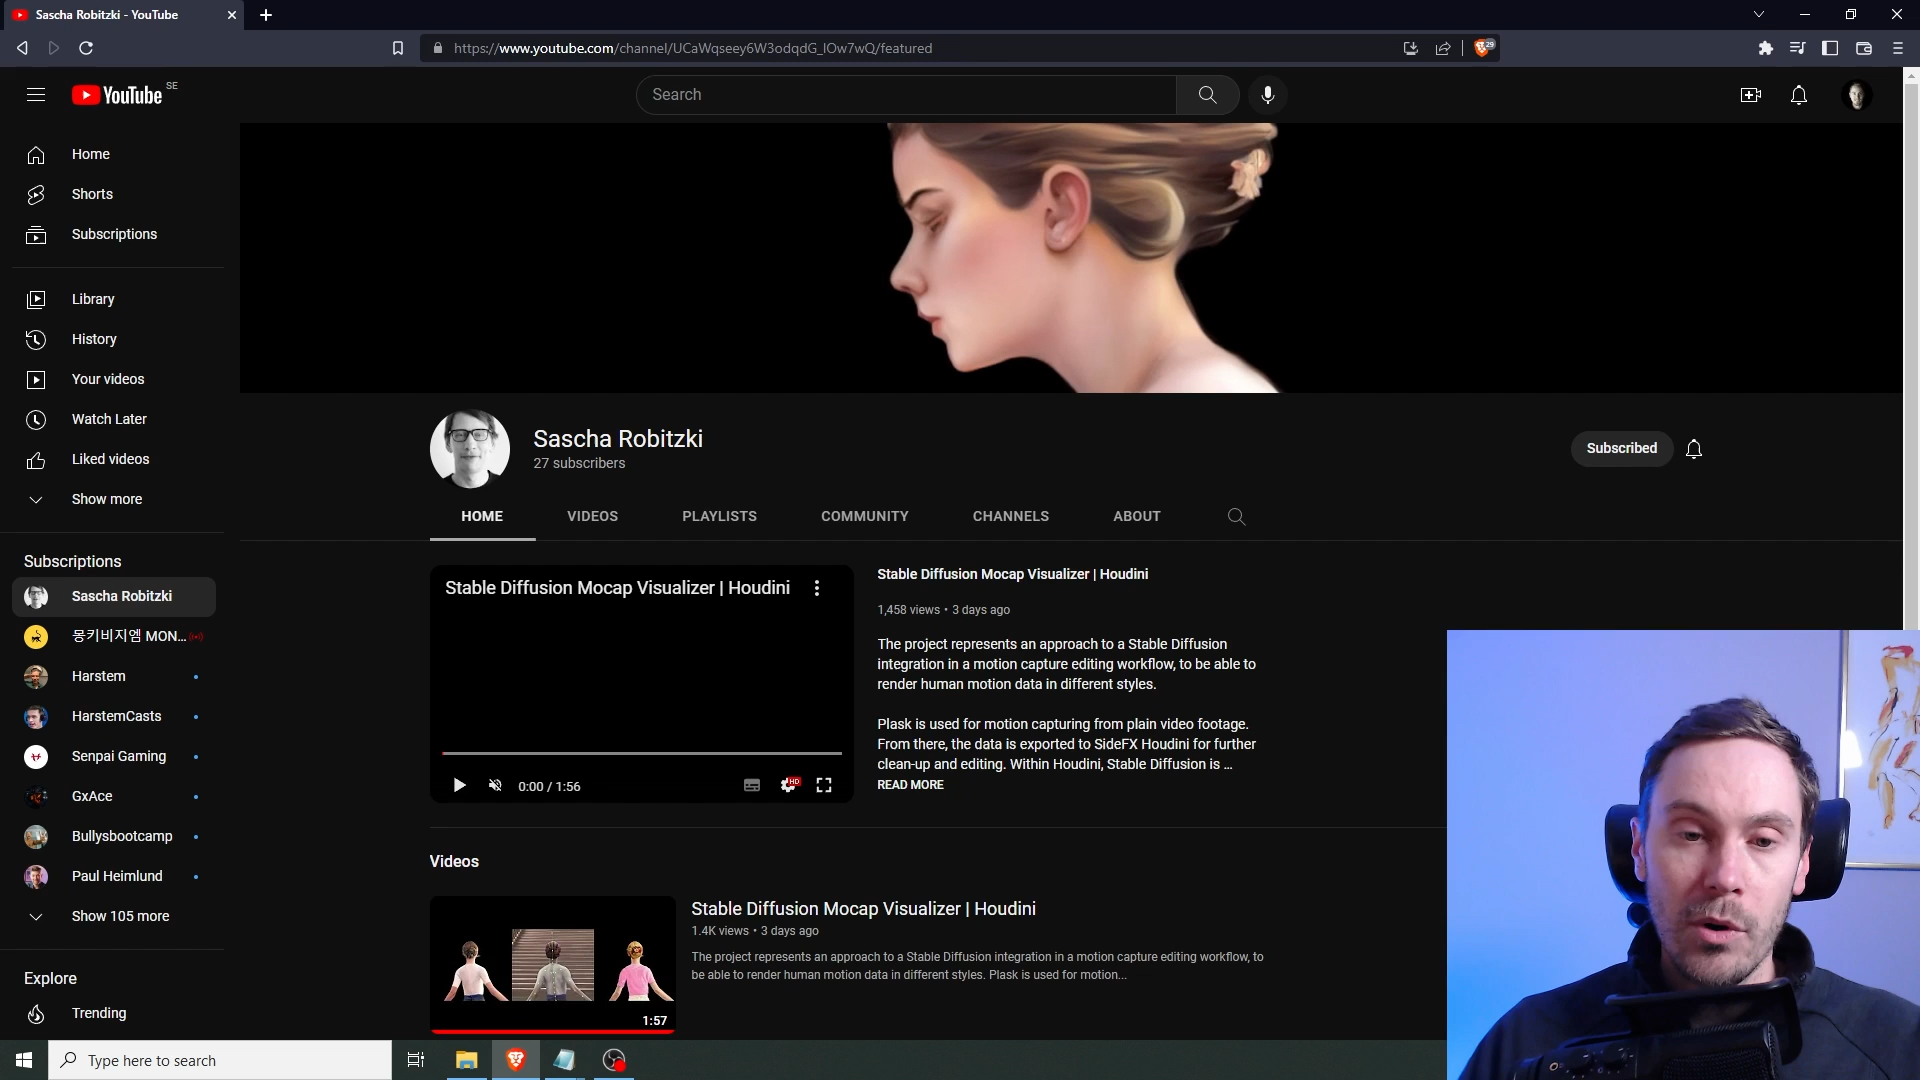 Sascha Robitzki - YouTube
https://www.youtube.com/channel/UCaWqseey6W3odqdG_lOw7wQ/featured
29
YouTube
SE
Search
Home
Shorts
Subscriptions
Library
History
Your videos
Watch Later
Liked videos
Show more
Subscriptions
Sascha Robitzki
몽키비지엠 MON...
Harstem
HarstemCasts
Senpai Gaming
GxAce
Bullysbootcamp
Paul Heimlund
Show 105 more
Explore
Trending
Sascha Robitzki
27 subscribers
Subscribed
HOME
VIDEOS
PLAYLISTS
COMMUNITY
CHANNELS
ABOUT
Stable Diffusion Mocap Visualizer | Houdini
0:00 / 1:56
HD
Stable Diffusion Mocap Visualizer | Houdini
1,458 views • 3 days ago
The project represents an approach to a Stable Diffusion
integration in a motion capture editing workflow, to be able to
render human motion data in different styles.
Plask is used for motion capturing from plain video footage.
From there, the data is exported to SideFX Houdini for further
clean-up and editing. Within Houdini, Stable Diffusion is ...
READ MORE
Videos
1:57
Stable Diffusion Mocap Visualizer | Houdini
1.4K views • 3 days ago
The project represents an approach to a Stable Diffusion integration in a motion capture editing workflow, to
be able to render human motion data in different styles. Plask is used for motion...
Type here to search